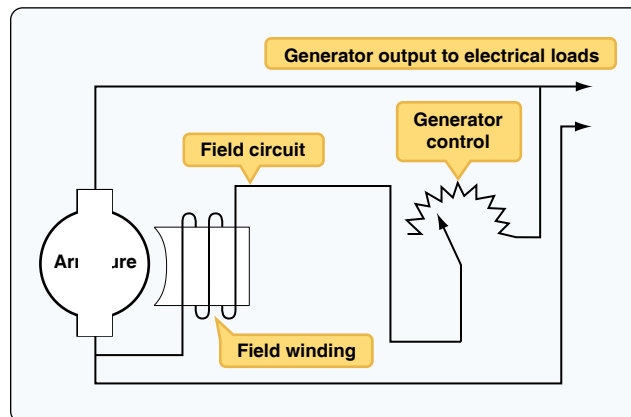 Generator output to electrical loads
Generator
control
Field circuit
Field winding